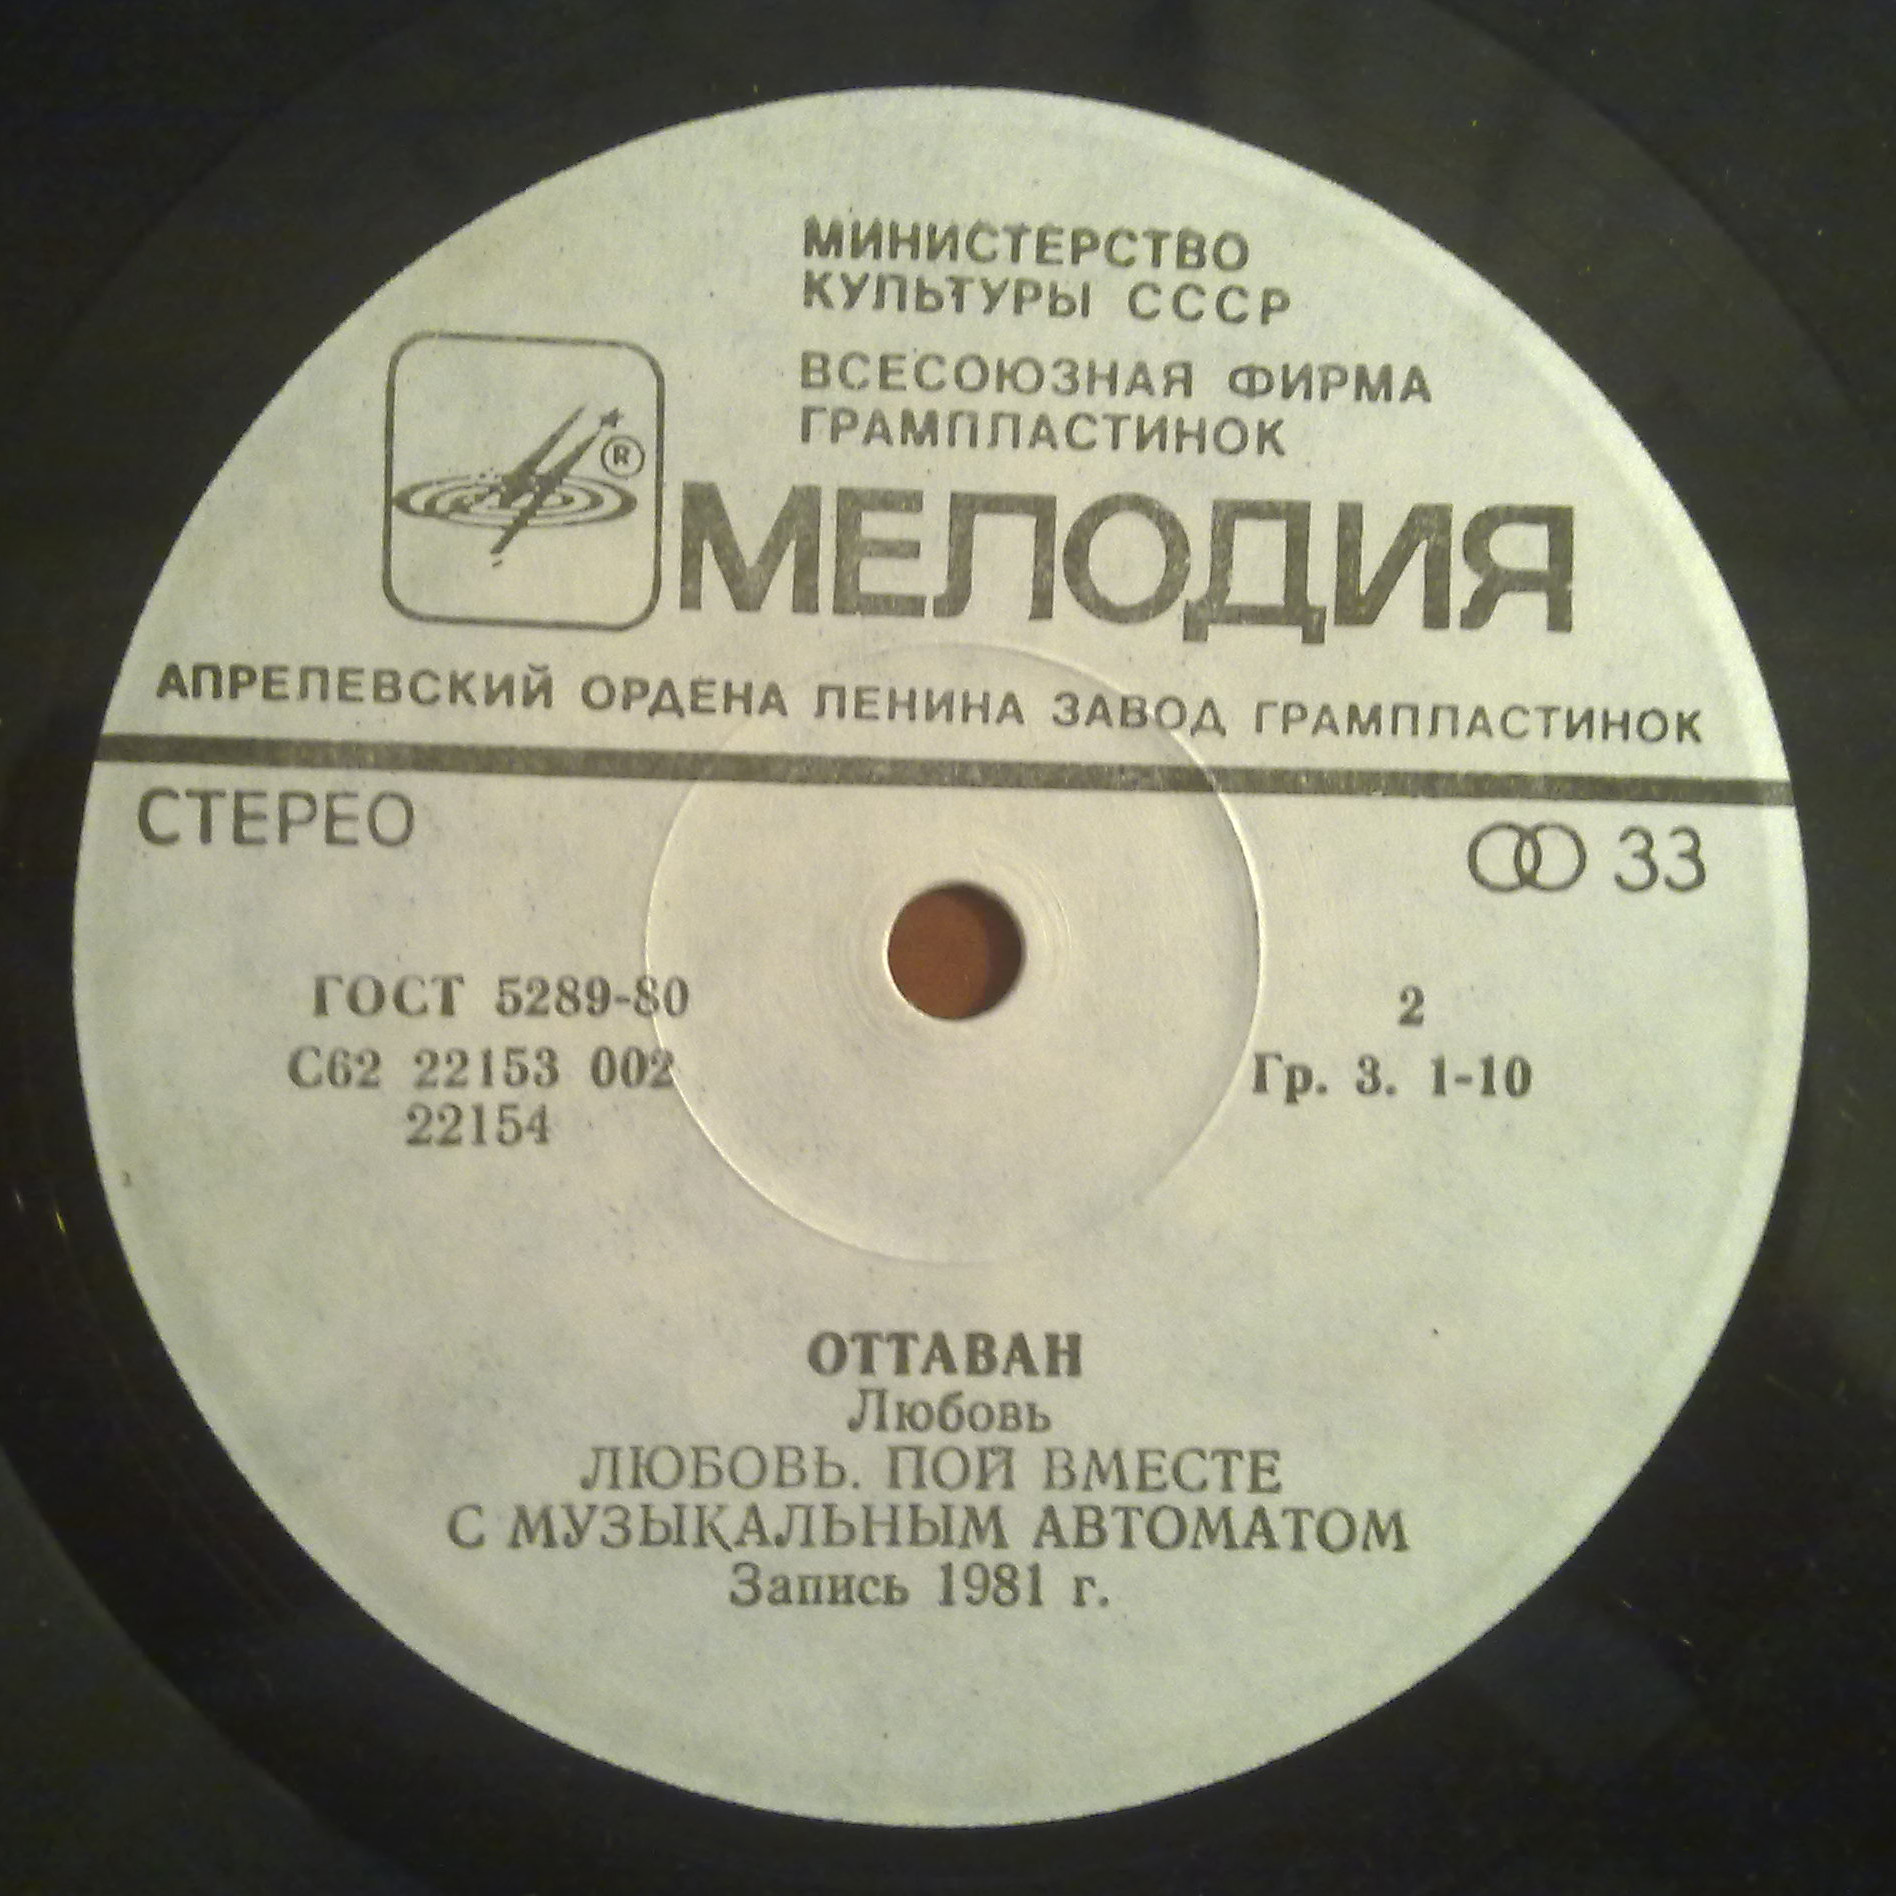 МИНИСТЕРСТВО
КУЛЬТУРЫ СССР
ВСЕСОЮЗНАЯ ФИРМА
ГРАМПЛАСТИНОК
®
МЕЛОДИЯ
АПРЕЛЕВСКИЙ ОРДЕНА ЛЕНИНА ЗАВОД ГРАМПЛАСТИНОК
СТЕРЕО
33
ГОСТ 5289-80
С62 22153 002
22154
2
Гр. 3. 1-10
ОТТАВАН
Любовь
ЛЮБОВЬ. ПОЙ ВМЕСТЕ
С МУЗЫКАЛЬНЫМ АВТОМАТОМ
Запись 1981 г.